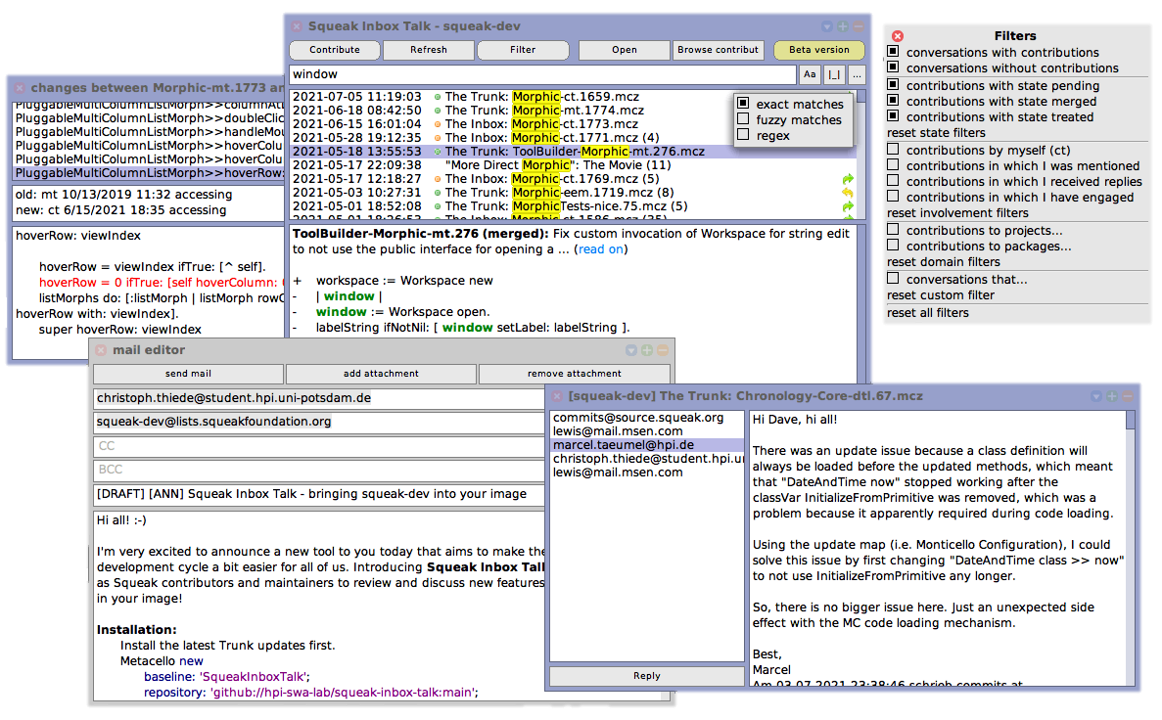 Squeak Inbox Talk - squeak-dev
Contribute
Refresh
Filter
Open
Browse contribut
Beta version
window
Aa
|_|
...
2021-07-05 11:19:03 The Trunk: Morphic-ct.1659.mcz
2021-06-18 08:42:50 The Trunk: Morphic-mt.1774.mcz
2021-06-15 16:01:04 The Inbox: Morphic-ct.1773.mcz
2021-05-28 19:12:35 The Inbox: Morphic-ct.1771.mcz (4)
2021-05-18 13:55:53 The Trunk: ToolBuilder-Morphic-mt.276.mcz
2021-05-17 22:09:38 "More Direct Morphic": The Movie (11)
2021-05-17 12:18:27 The Inbox: Morphic-ct.1769.mcz (5)
2021-05-03 10:27:31 The Trunk: Morphic-eem.1719.mcz (8)
2021-05-01 18:52:08 The Trunk: MorphicTests-nice.75.mcz (5)
2021-05-01 18:26:53 The Inbox: Morphic-ct.1586.mcz (25)
exact matches
fuzzy matches
regex
ToolBuilder-Morphic-mt.276 (merged): Fix custom invocation of Workspace for string edit
to not use the public interface for opening a ... (read on)
+ workspace := Workspace new
- | window |
- window := Workspace open.
- labelString ifNotNil: [ window setLabel: labelString ].
Filters
conversations with contributions
conversations without contributions
contributions with state pending
contributions with state merged
contributions with state treated
reset state filters
contributions by myself (ct)
contributions in which I was mentioned
contributions in which I received replies
contributions in which I have engaged
reset involvement filters
contributions to projects...
contributions to packages...
reset domain filters
conversations that...
reset custom filter
reset all filters
changes between Morphic-mt.1773 an
PluggableMultiColumnListMorph>>columnAt
PluggableMultiColumnListMorph>>doubleClic
PluggableMultiColumnListMorph>>handleMou
PluggableMultiColumnListMorph>>hoverColu
PluggableMultiColumnListMorph>>hoverColu
PluggableMultiColumnListMorph>>hoverRow:
old: mt 10/13/2019 11:32 accessing
new: ct 6/15/2021 18:35 accessing
hoverRow: viewIndex
hoverRow = viewIndex ifTrue: [^ self].
hoverRow = 0 ifTrue: [self hoverColumn:
listMorphs do: [:listMorph | listMorph rowC
hoverRow with: viewIndex].
super hoverRow: viewIndex
mail editor
send mail
add attachment
remove attachment
christoph.thiede@student.hpi.uni-potsdam.de
squeak-dev@lists.squeakfoundation.org
CC
BCC
[DRAFT] [ANN] Squeak Inbox Talk - bringing squeak-dev into your image
Hi all! :-)
I'm very excited to announce a new tool to you today that aims to make the
development cycle a bit easier for all of us. Introducing Squeak Inbox Talk
as Squeak contributors and maintainers to review and discuss new features
in your image!
Installation:
Install the latest Trunk updates first.
Metacello new
baseline: 'SqueakInboxTalk';
repository: 'github://hpi-swa-lab/squeak-inbox-talk:main';
[squeak-dev] The Trunk: Chronology-Core-dtl.67.mcz
commits@source.squeak.org
lewis@mail.msen.com
marcel.taeumel@hpi.de
christoph.thiede@student.hpi.u
lewis@mail.msen.com
Reply
Hi Dave, hi all!
There was an update issue because a class definition will
always be loaded before the updated methods, which meant
that "DateAndTime now" stopped working after the
classVar InitializeFromPrimitive was removed, which was a
problem because it apparently required during code loading.
Using the update map (i.e. Monticello Configuration), I could
solve this issue by first changing "DateAndTime class >> now"
to not use InitializeFromPrimitive any longer.
So, there is no bigger issue here. Just an unexpected side
effect with the MC code loading mechanism.
Best,
Marcel
Am 03.07.2021 23:38:46 schrieb commits at